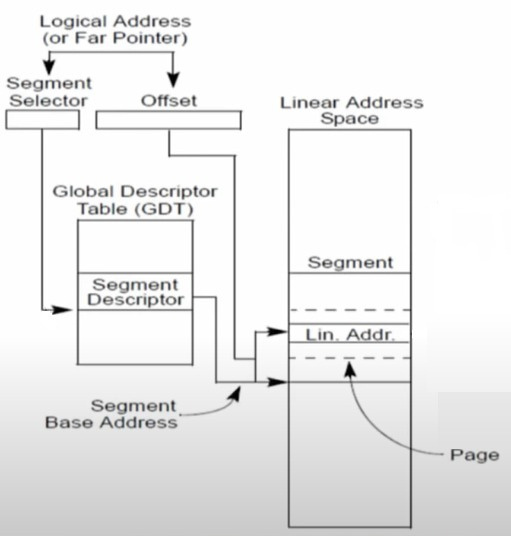 Logical Address
(or Far Pointer)
Segment
Selector
Offset
Linear Address
Space
Global Descriptor
Table (GDT)
Segment
Segment
Descriptor
Lin. Addr.
Segment
Base Address
Page